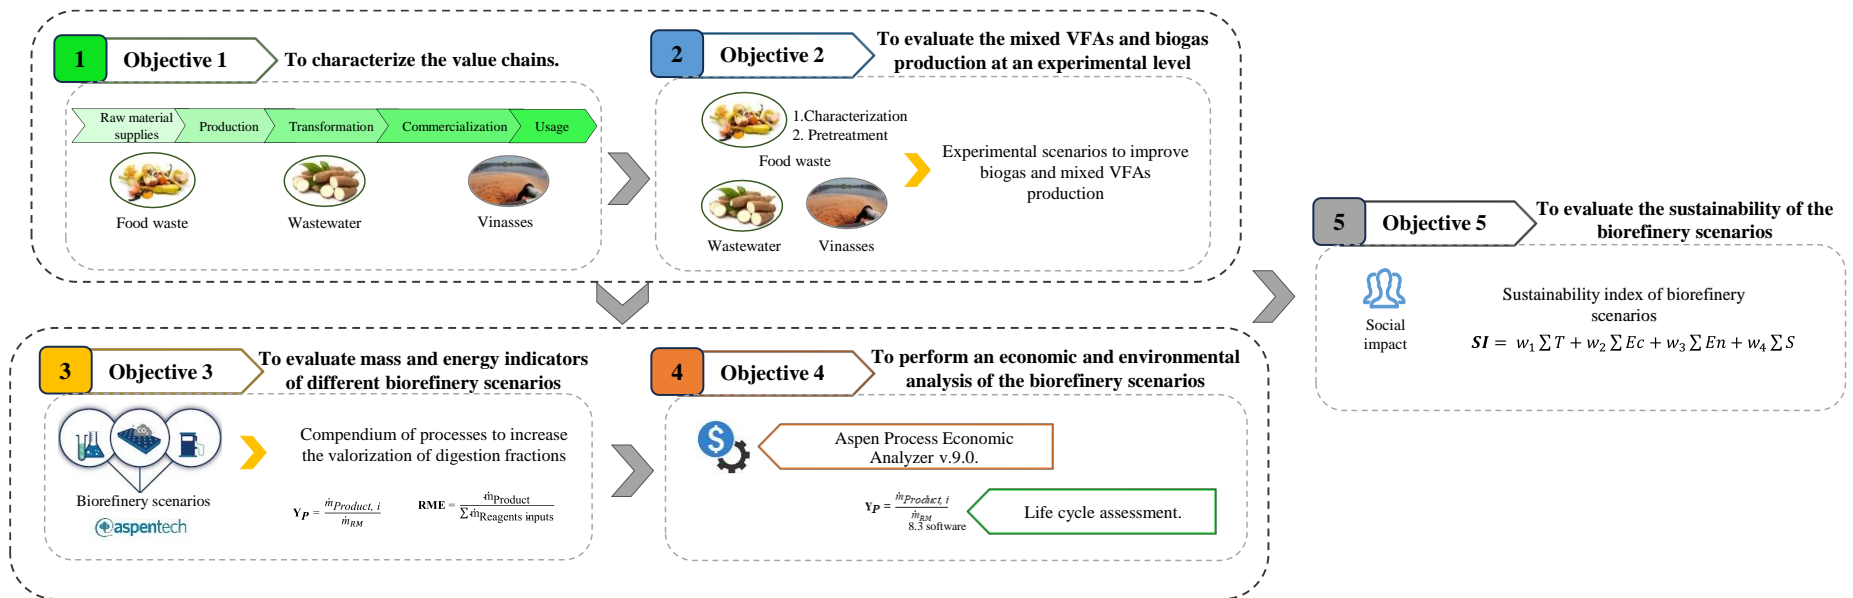 1
Objective 1
To characterize the value chains.
Raw material
supplies
Production
Transformation
Commercialization
Usage
Food waste
Wastewater
Vinasses
2
Objective 2
To evaluate the mixed VFAs and biogas
production at an experimental level
1.Characterization
2. Pretreatment
Food waste
Wastewater
Vinasses
Experimental scenarios to improve
biogas and mixed VFAs
production
3
Objective 3
To evaluate mass and energy indicators
of different biorefinery scenarios
CO₂
Biorefinery scenarios
aspentech
Compendium of processes to increase
the valorization of digestion fractions
Y_P = ṁ_Product, i / ṁ_RM
RME = ṁ_Product / ∑ ṁ_Reagents inputs
4
Objective 4
To perform an economic and environmental
analysis of the biorefinery scenarios
$
Aspen Process Economic
Analyzer v.9.0.
Y_P = ṁ_Product, i / ṁ_RM
8.3 software
Life cycle assessment.
5
Objective 5
To evaluate the sustainability of the
biorefinery scenarios
Social
impact
Sustainability index of biorefinery
scenarios
SI = w₁ ∑ T + w₂ ∑ Ec + w₃ ∑ En + w₄ ∑ S